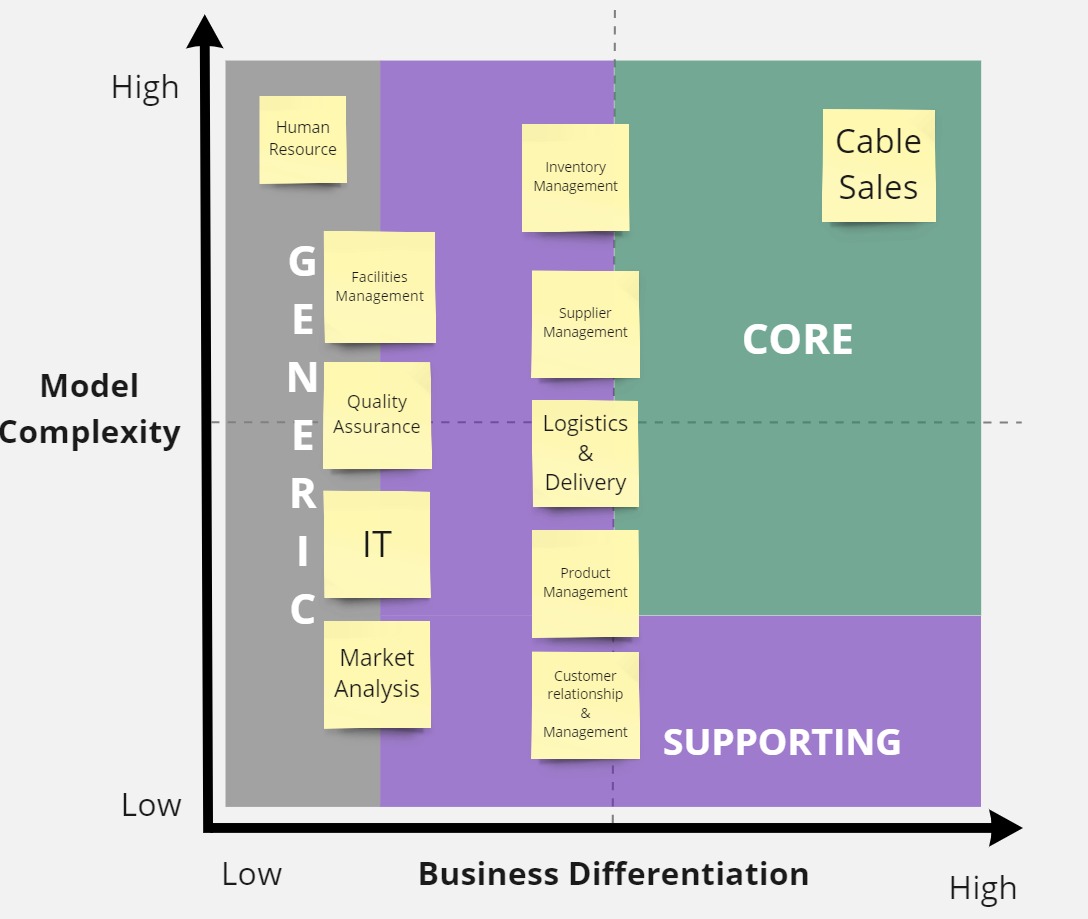 High
Human
Resource
Inventory
Management
Cable
Sales
GENERIC
Facilities
Management
Supplier
Management
CORE
Model
Complexity
Quality
Assurance
Logistics
&
Delivery
IT
Product
Management
Market
Analysis
Customer
relationship
&
Management
SUPPORTING
Low
Low
Business Differentiation
High